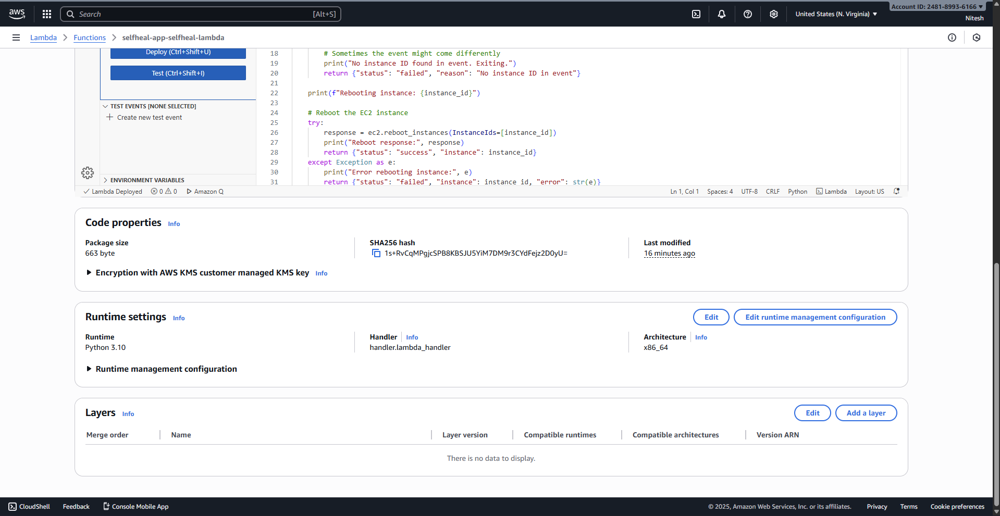 Account ID: 2481-8993-6166
aws
Search
[Alt+S]
United States (N. Virginia)
Nitesh
Lambda
Functions
selfheal-app-selfheal-lambda
Deploy (Ctrl+Shift+U)
Test (Ctrl+Shift+I)
TEST EVENTS [NONE SELECTED]
Create new test event
ENVIRONMENT VARIABLES
18 # Sometimes the event might come differently
19 print("No instance ID found in event. Exiting.")
20 return {"status": "failed", "reason": "No instance ID in event"}
21
22 print(f"Rebooting instance: {instance_id}")
23
24 # Reboot the EC2 instance
25 try:
26 response = ec2.reboot_instances(InstanceIds=[instance_id])
27 print("Reboot response:", response)
28 return {"status": "success", "instance": instance_id}
29 except Exception as e:
30 print("Error rebooting instance:", e)
31 return {"status": "failed", "instance": instance_id, "error": str(e)}
Lambda Deployed 0 0 Amazon Q Ln 1, Col 1 Spaces: 4 UTF-8 CRLF Python Lambda Layout: US
Code properties Info
Package size
663 byte
SHA256 hash
1s+RvCqMPgjcSPB8KBSJU5YiM7DM9r3CYdFejz2D0yU=
Last modified
16 minutes ago
Encryption with AWS KMS customer managed KMS key Info
Runtime settings Info
Edit
Edit runtime management configuration
Runtime
Python 3.10
Handler Info
handler.lambda_handler
Architecture Info
x86_64
Runtime management configuration
Layers Info
Edit
Add a layer
Merge order Name Layer version Compatible runtimes Compatible architectures Version ARN
There is no data to display.
CloudShell Feedback Console Mobile App © 2025, Amazon Web Services, Inc. or its affiliates. Privacy Terms Cookie preferences